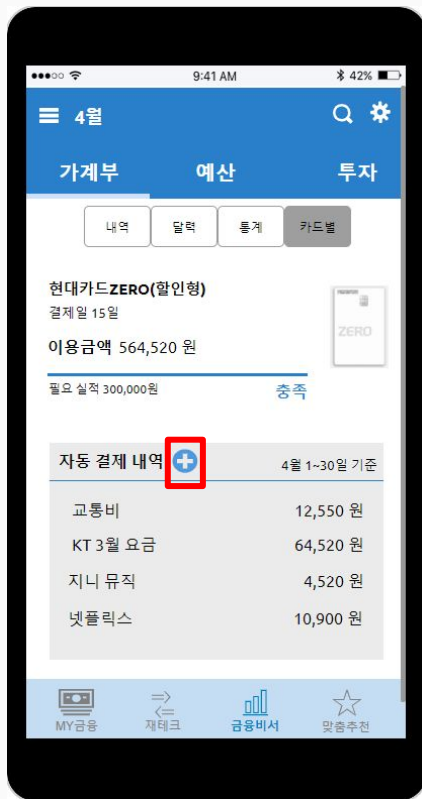 9:41 AM 42%
4월
가계부 예산 투자
내역 달력 통계 카드별
현대카드ZERO(할인형)
결제일 15일
ZERO
이용금액 564,520 원
필요 실적 300,000원 충족
자동 결제 내역 4월 1~30일 기준
교통비 12,550 원
KT 3월 요금 64,520 원
지니 뮤직 4,520 원
넷플릭스 10,900 원
MY금융 재테크 금융비서 맞춤추천